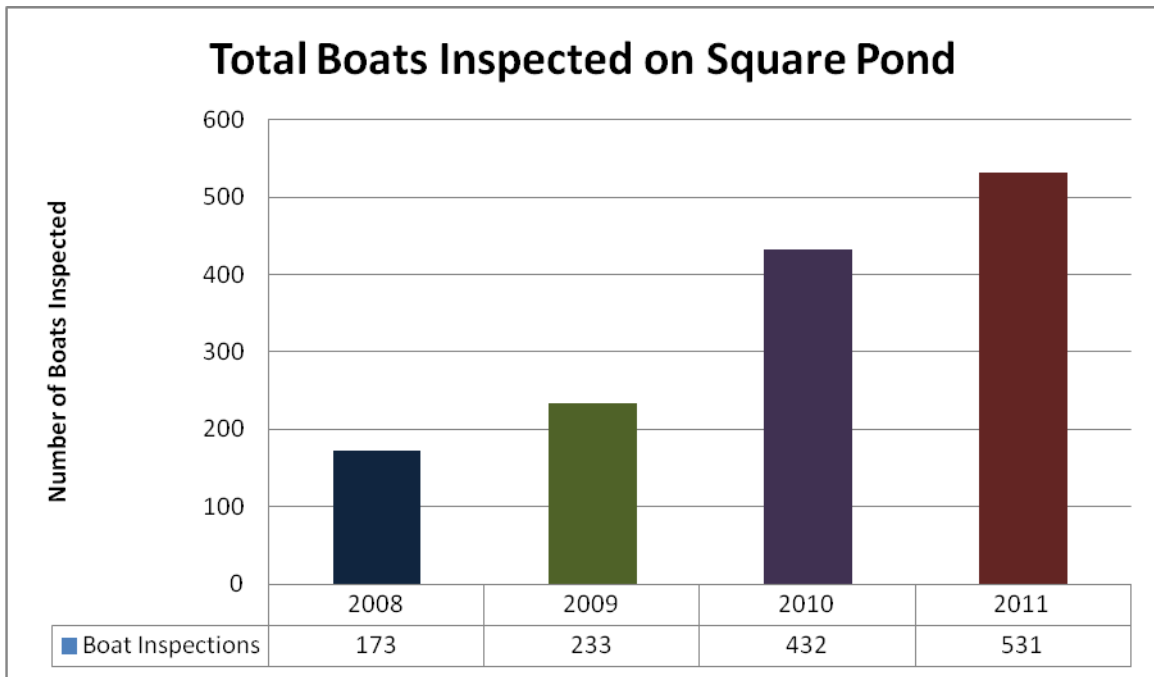 Total Boats Inspected on Square Pond
Number of Boats Inspected
600
500
400
300
200
100
0
2008 2009 2010 2011
Boat Inspections 173 233 432 531